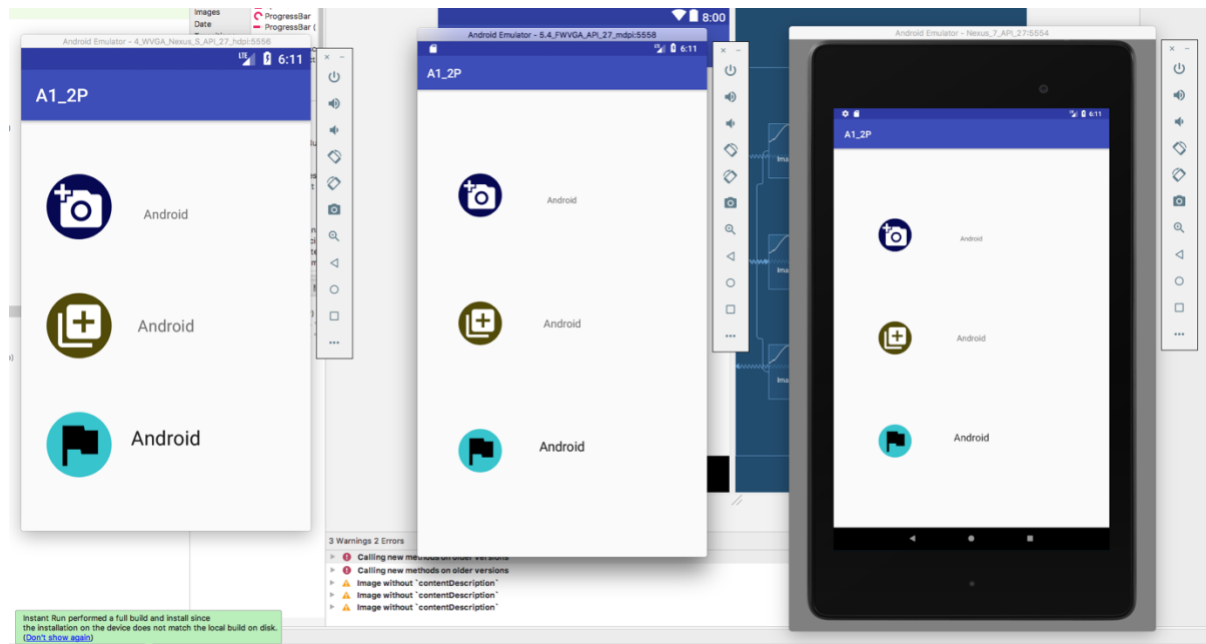 Images
Date
ProgressBar
ProgressBar (
8:00
Android Emulator - 4_WVGA_Nexus_S_API_27_hdpi:5556
LTE 6:11
A1_2P
Android
Android
Android
Android Emulator - 5.4_FWVGA_API_27_mdpi:5558
6:11
A1_2P
Android
Android
Android
Ima
Ima
Ima
Android Emulator - Nexus_7_API_27:5554
6:11
A1_2P
Android
Android
Android
3 Warnings 2 Errors
Calling new methods on older versions
Calling new methods on older versions
Image without `contentDescription`
Image without `contentDescription`
Image without `contentDescription`
Instant Run performed a full build and install since
the installation on the device does not match the local build on disk.
(Don't show again)